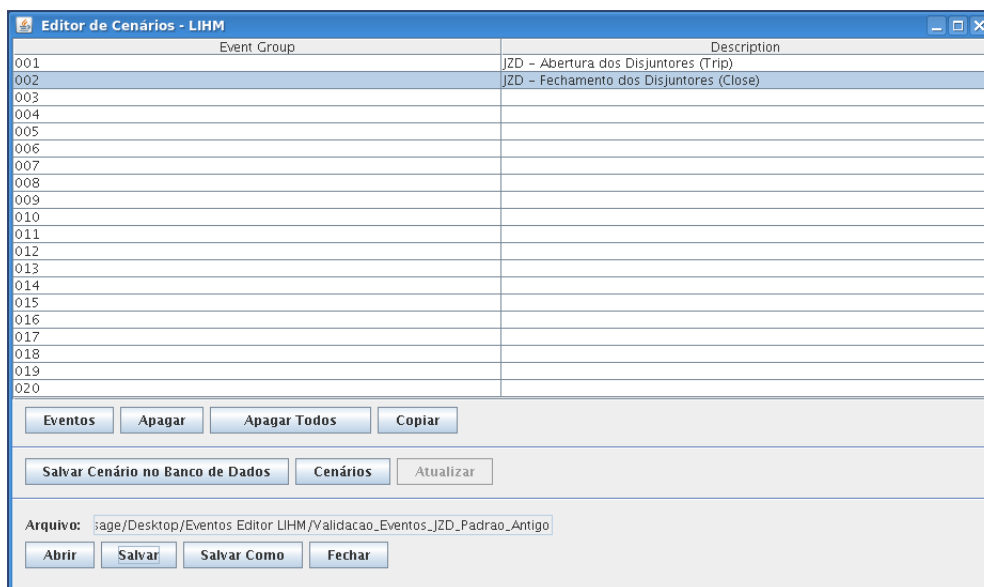 Editor de Cenários - LIHM
Event Group Description
001 JZD – Abertura dos Disjuntores (Trip)
002 JZD – Fechamento dos Disjuntores (Close)
003
004
005
006
007
008
009
010
011
012
013
014
015
016
017
018
019
020
Eventos Apagar Apagar Todos Copiar
Salvar Cenário no Banco de Dados Cenários Atualizar
Arquivo: sage/Desktop/Eventos Editor LIHM/Validacao_Eventos_JZD_Padrao_Antigo
Abrir Salvar Salvar Como Fechar